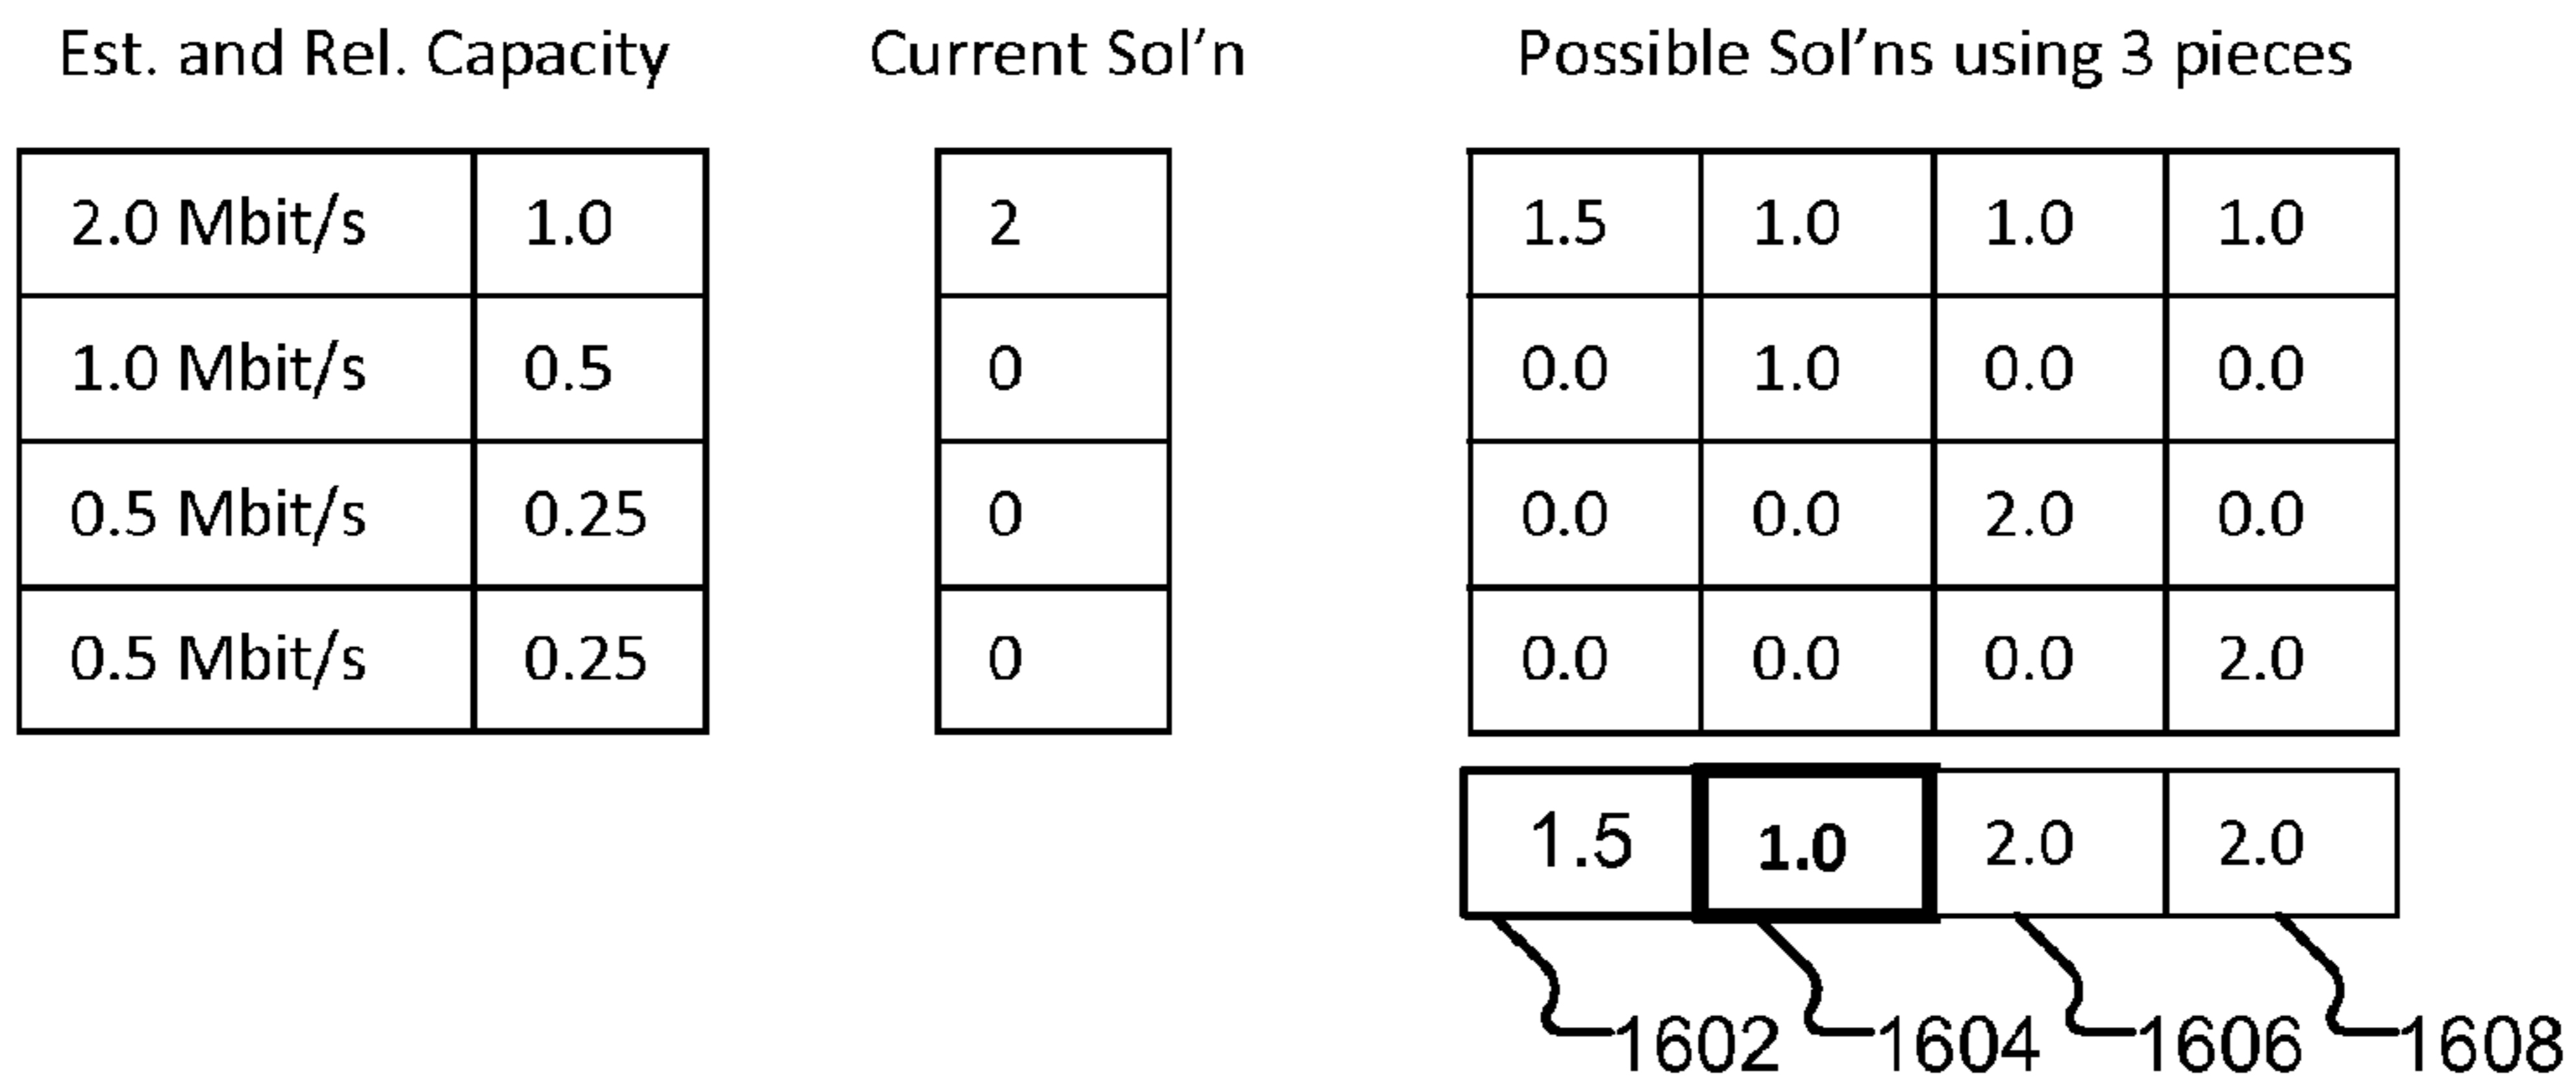 Est. and Rel. Capacity Current Sol'n Possible Sol'ns using 3 pieces
2.0 Mbit/s 1.0 2 1.5 1.0 1.0 1.0
1.0 Mbit/s 0.5 0 0.0 1.0 0.0 0.0
0.5 Mbit/s 0.25 0 0.0 0.0 2.0 0.0
0.5 Mbit/s 0.25 0 0.0 0.0 0.0 2.0
1.5 1.0 2.0 2.0
1602 1604 1606 1608